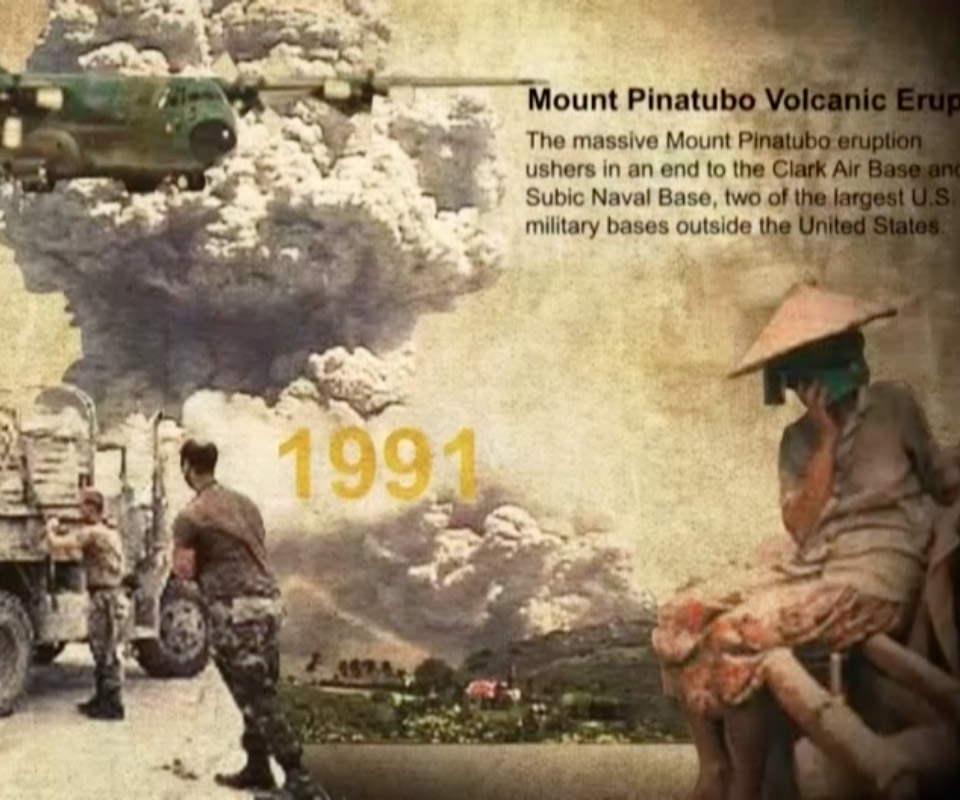 Mount Pinatubo Volcanic Erup
The massive Mount Pinatubo eruption
ushers in an end to the Clark Air Base and
Subic Naval Base, two of the largest U.S.
military bases outside the United States.
1991